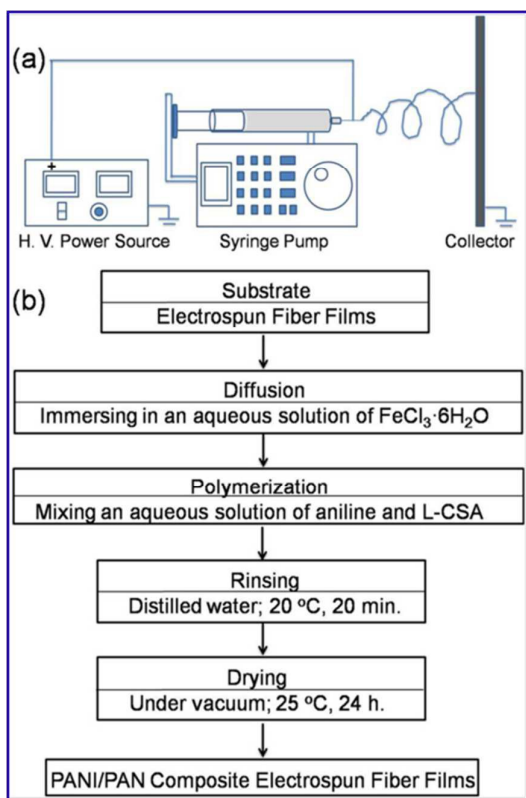 (a)
+
H. V. Power Source
Syringe Pump
Collector
(b)
Substrate
Electrospun Fiber Films
Diffusion
Immersing in an aqueous solution of FeCl₃·6H₂O
Polymerization
Mixing an aqueous solution of aniline and L-CSA
Rinsing
Distilled water; 20 ºC, 20 min.
Drying
Under vacuum; 25 ºC, 24 h.
PANI/PAN Composite Electrospun Fiber Films